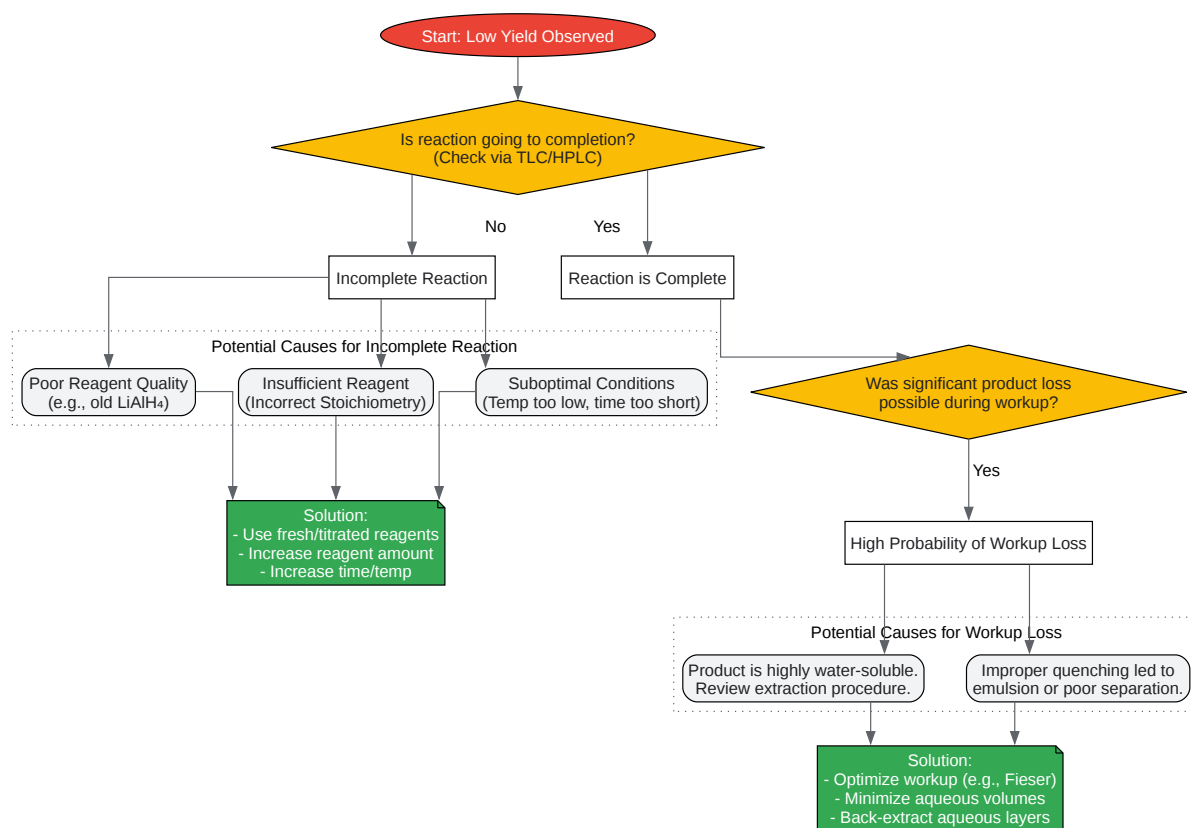 Start: Low Yield Observed
Is reaction going to completion?
(Check via TLC/HPLC)
No
Yes
Incomplete Reaction
Reaction is Complete
Potential Causes for Incomplete Reaction
Poor Reagent Quality
(e.g., old LiAlH₄)
Insufficient Reagent
(Incorrect Stoichiometry)
Suboptimal Conditions
(Temp too low, time too short)
Was significant product loss
possible during workup?
Yes
Solution:
- Use fresh/titrated reagents
- Increase reagent amount
- Increase time/temp
High Probability of Workup Loss
Potential Causes for Workup Loss
Product is highly water-soluble.
Review extraction procedure.
Improper quenching led to
emulsion or poor separation.
Solution:
- Optimize workup (e.g., Fieser)
- Minimize aqueous volumes
- Back-extract aqueous layers